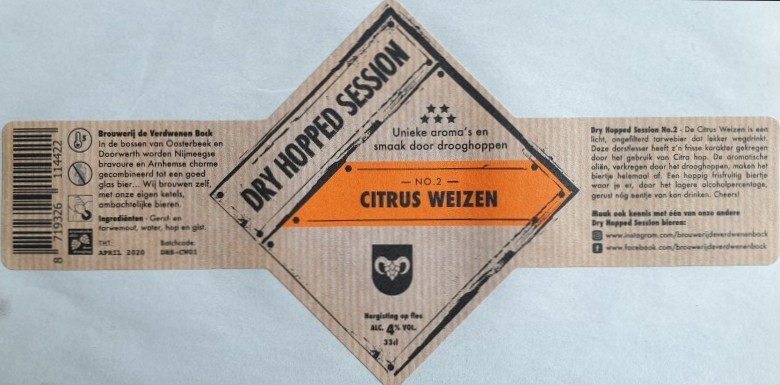 8 719326 114422
Brouwerij de Verdwenen Bock
In de bossen van Oosterbeek en
Doorwerth worden Nijmeegse
bravoure en Arnhemse charme
gecombineerd tot een goed
glas bier... Wij brouwen zelf,
met onze eigen ketels,
ambachtelijke bieren.
Ingrediënten - Gerst- en
tarwemout, water, hop en gist.
THT: Batchcode:
APRIL 2020 DHS-CW01
DRY HOPPED SESSION
Unieke aroma's en
smaak door drooghoppen
NO.2
CITRUS WEIZEN
Hergisting op fles
ALC. 4% VOL.
33cl
Dry Hopped Session No.2 - De Citrus Weizen is een
licht, ongefilterd tarwebier dat lekker wegdrinkt.
Deze dorstlesser heeft z'n frisse karakter gekregen
door het gebruik van Citra hop. De aromatische
oliën, verkregen door het drooghoppen, maken het
biertje helemaal af. Een hoppig frisfruitig biertje
waar je er, door het lagere alcoholpercentage,
gerust nóg eentje van kan drinken. Cheers!
Maak ook kennis met één van onze andere
Dry Hopped Session bieren:
www.instagram.com/brouwerijdeverdwenenbock
www.facebook.com/brouwerijdeverdwenenbock